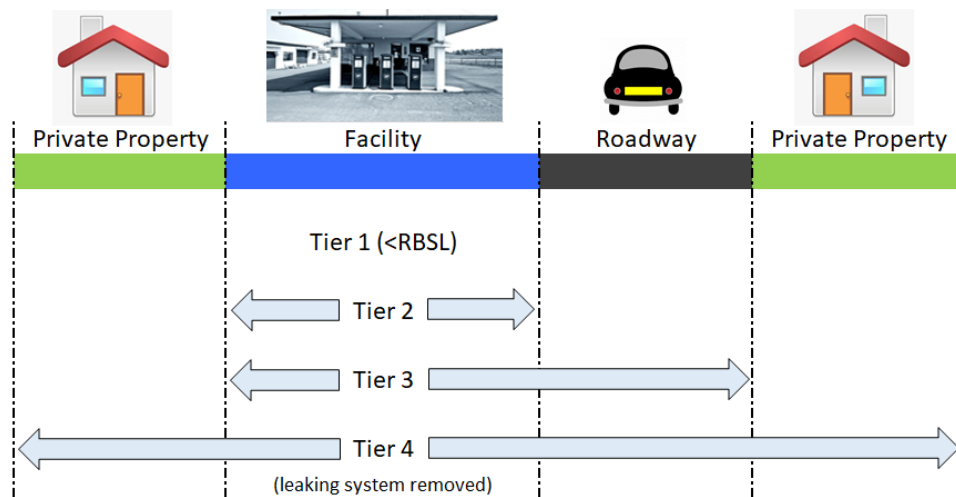 Private Property
Facility
Roadway
Private Property
Tier 1 (<RBSL)
Tier 2
Tier 3
Tier 4
(leaking system removed)